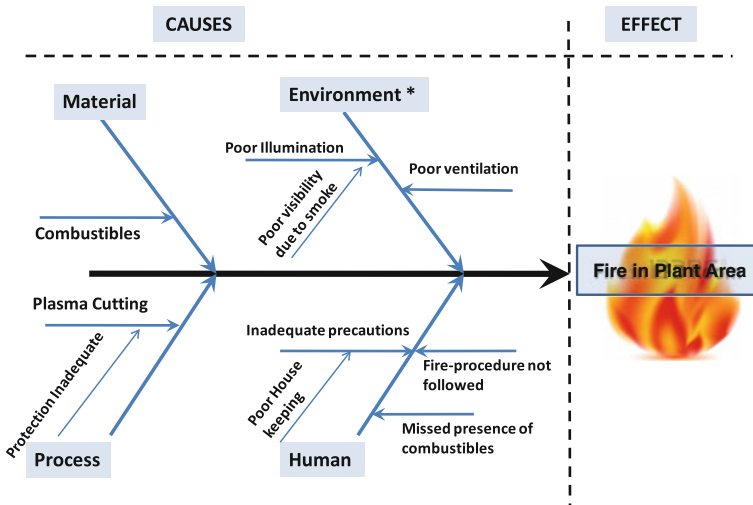 CAUSES
EFFECT
Material
Environment *
Poor Illumination
Poor ventilation
Poor visibility
due to smoke
Combustibles
Fire in Plant Area
Plasma Cutting
Protection Inadequate
Inadequate precautions
Poor House
keeping
Fire-procedure not
followed
Missed presence of
combustibles
Process
Human